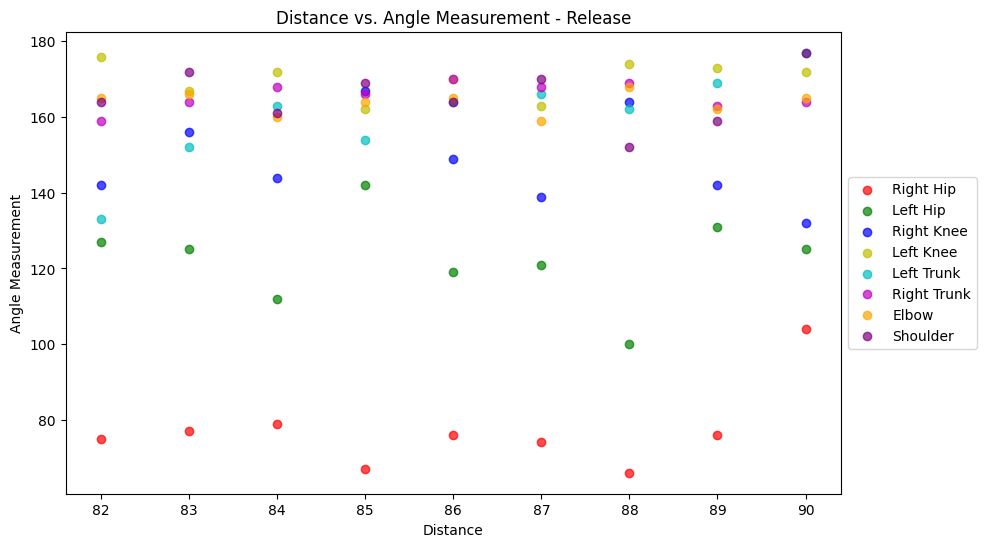 Distance vs. Angle Measurement - Release
180
160
140
120
100
80
Angle Measurement
82 83 84 85 86 87 88 89 90
Distance
Right Hip
Left Hip
Right Knee
Left Knee
Left Trunk
Right Trunk
Elbow
Shoulder